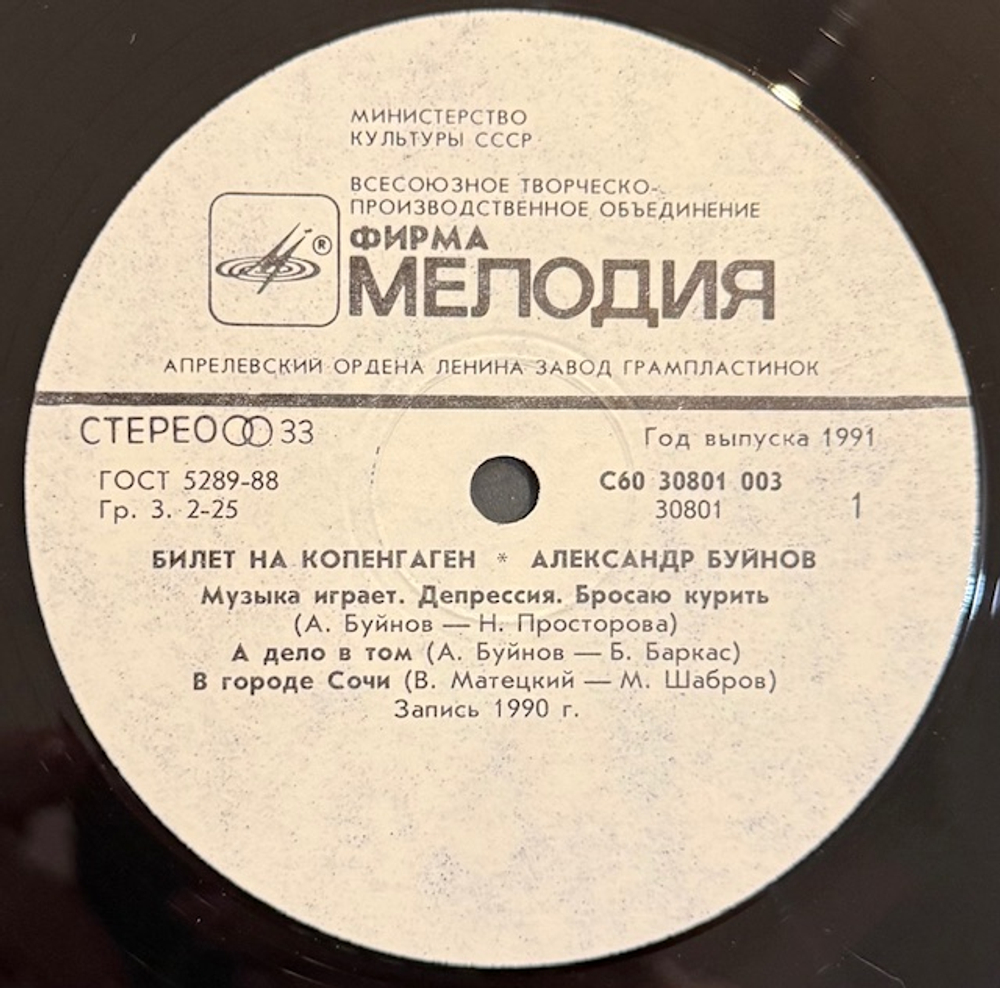 МИНИСТЕРСТВО
КУЛЬТУРЫ СССР
ВСЕСОЮЗНОЕ ТВОРЧЕСКО-
ПРОИЗВОДСТВЕННОЕ ОБЪЕДИНЕНИЕ
ФИРМА
®
МЕЛОДИЯ
АПРЕЛЕВСКИЙ ОРДЕНА ЛЕНИНА ЗАВОД ГРАМПЛАСТИНОК
СТЕРЕО 33
Год выпуска 1991
ГОСТ 5289-88
С60 30801 003
Гр. 3. 2-25
30801
1
БИЛЕТ НА КОПЕНГАГЕН * АЛЕКСАНДР БУЙНОВ
Музыка играет. Депрессия. Бросаю курить
(А. Буйнов — Н. Просторова)
А дело в том (А. Буйнов — Б. Баркас)
В городе Сочи (В. Матецкий — М. Шабров)
Запись 1990 г.